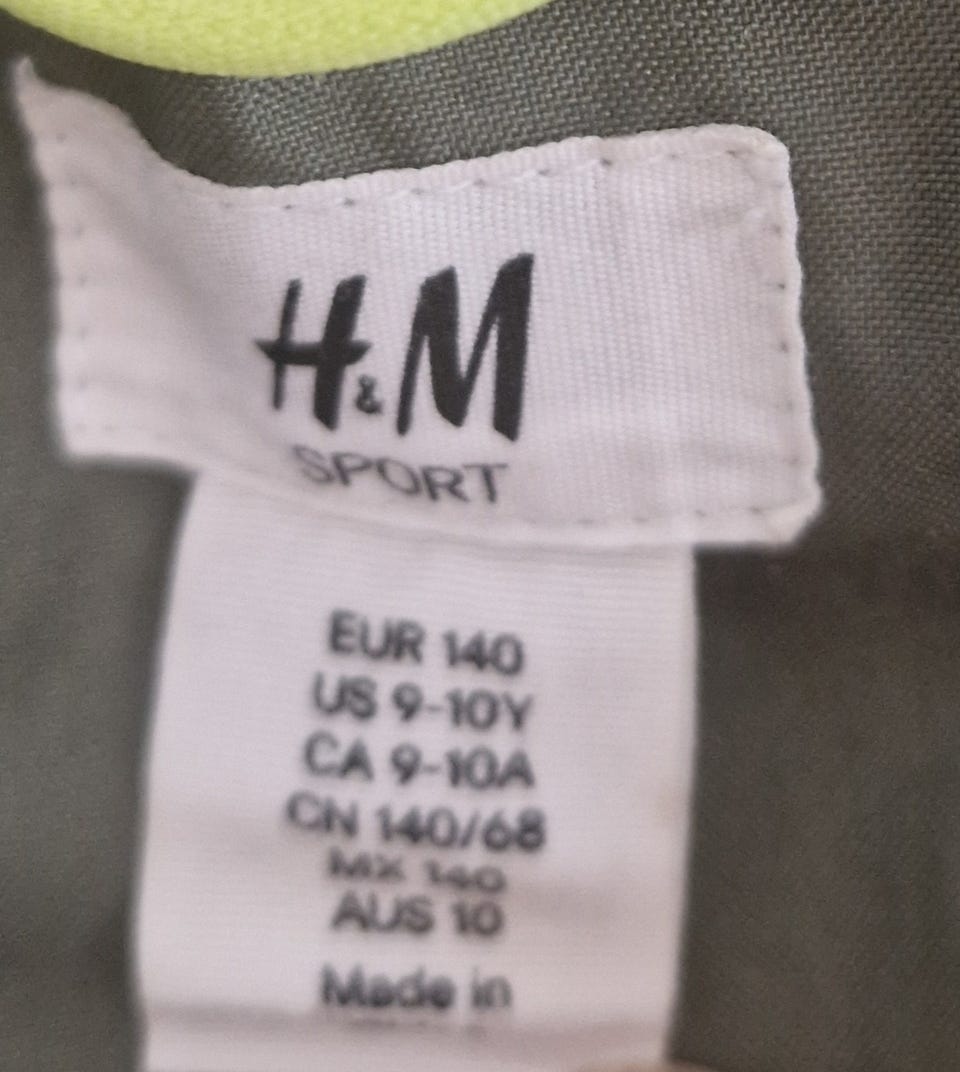 H&M
SPORT
EUR 140
US 9-10Y
CA 9-10A
CN 140/68
MX 140
AUS 10
Made in